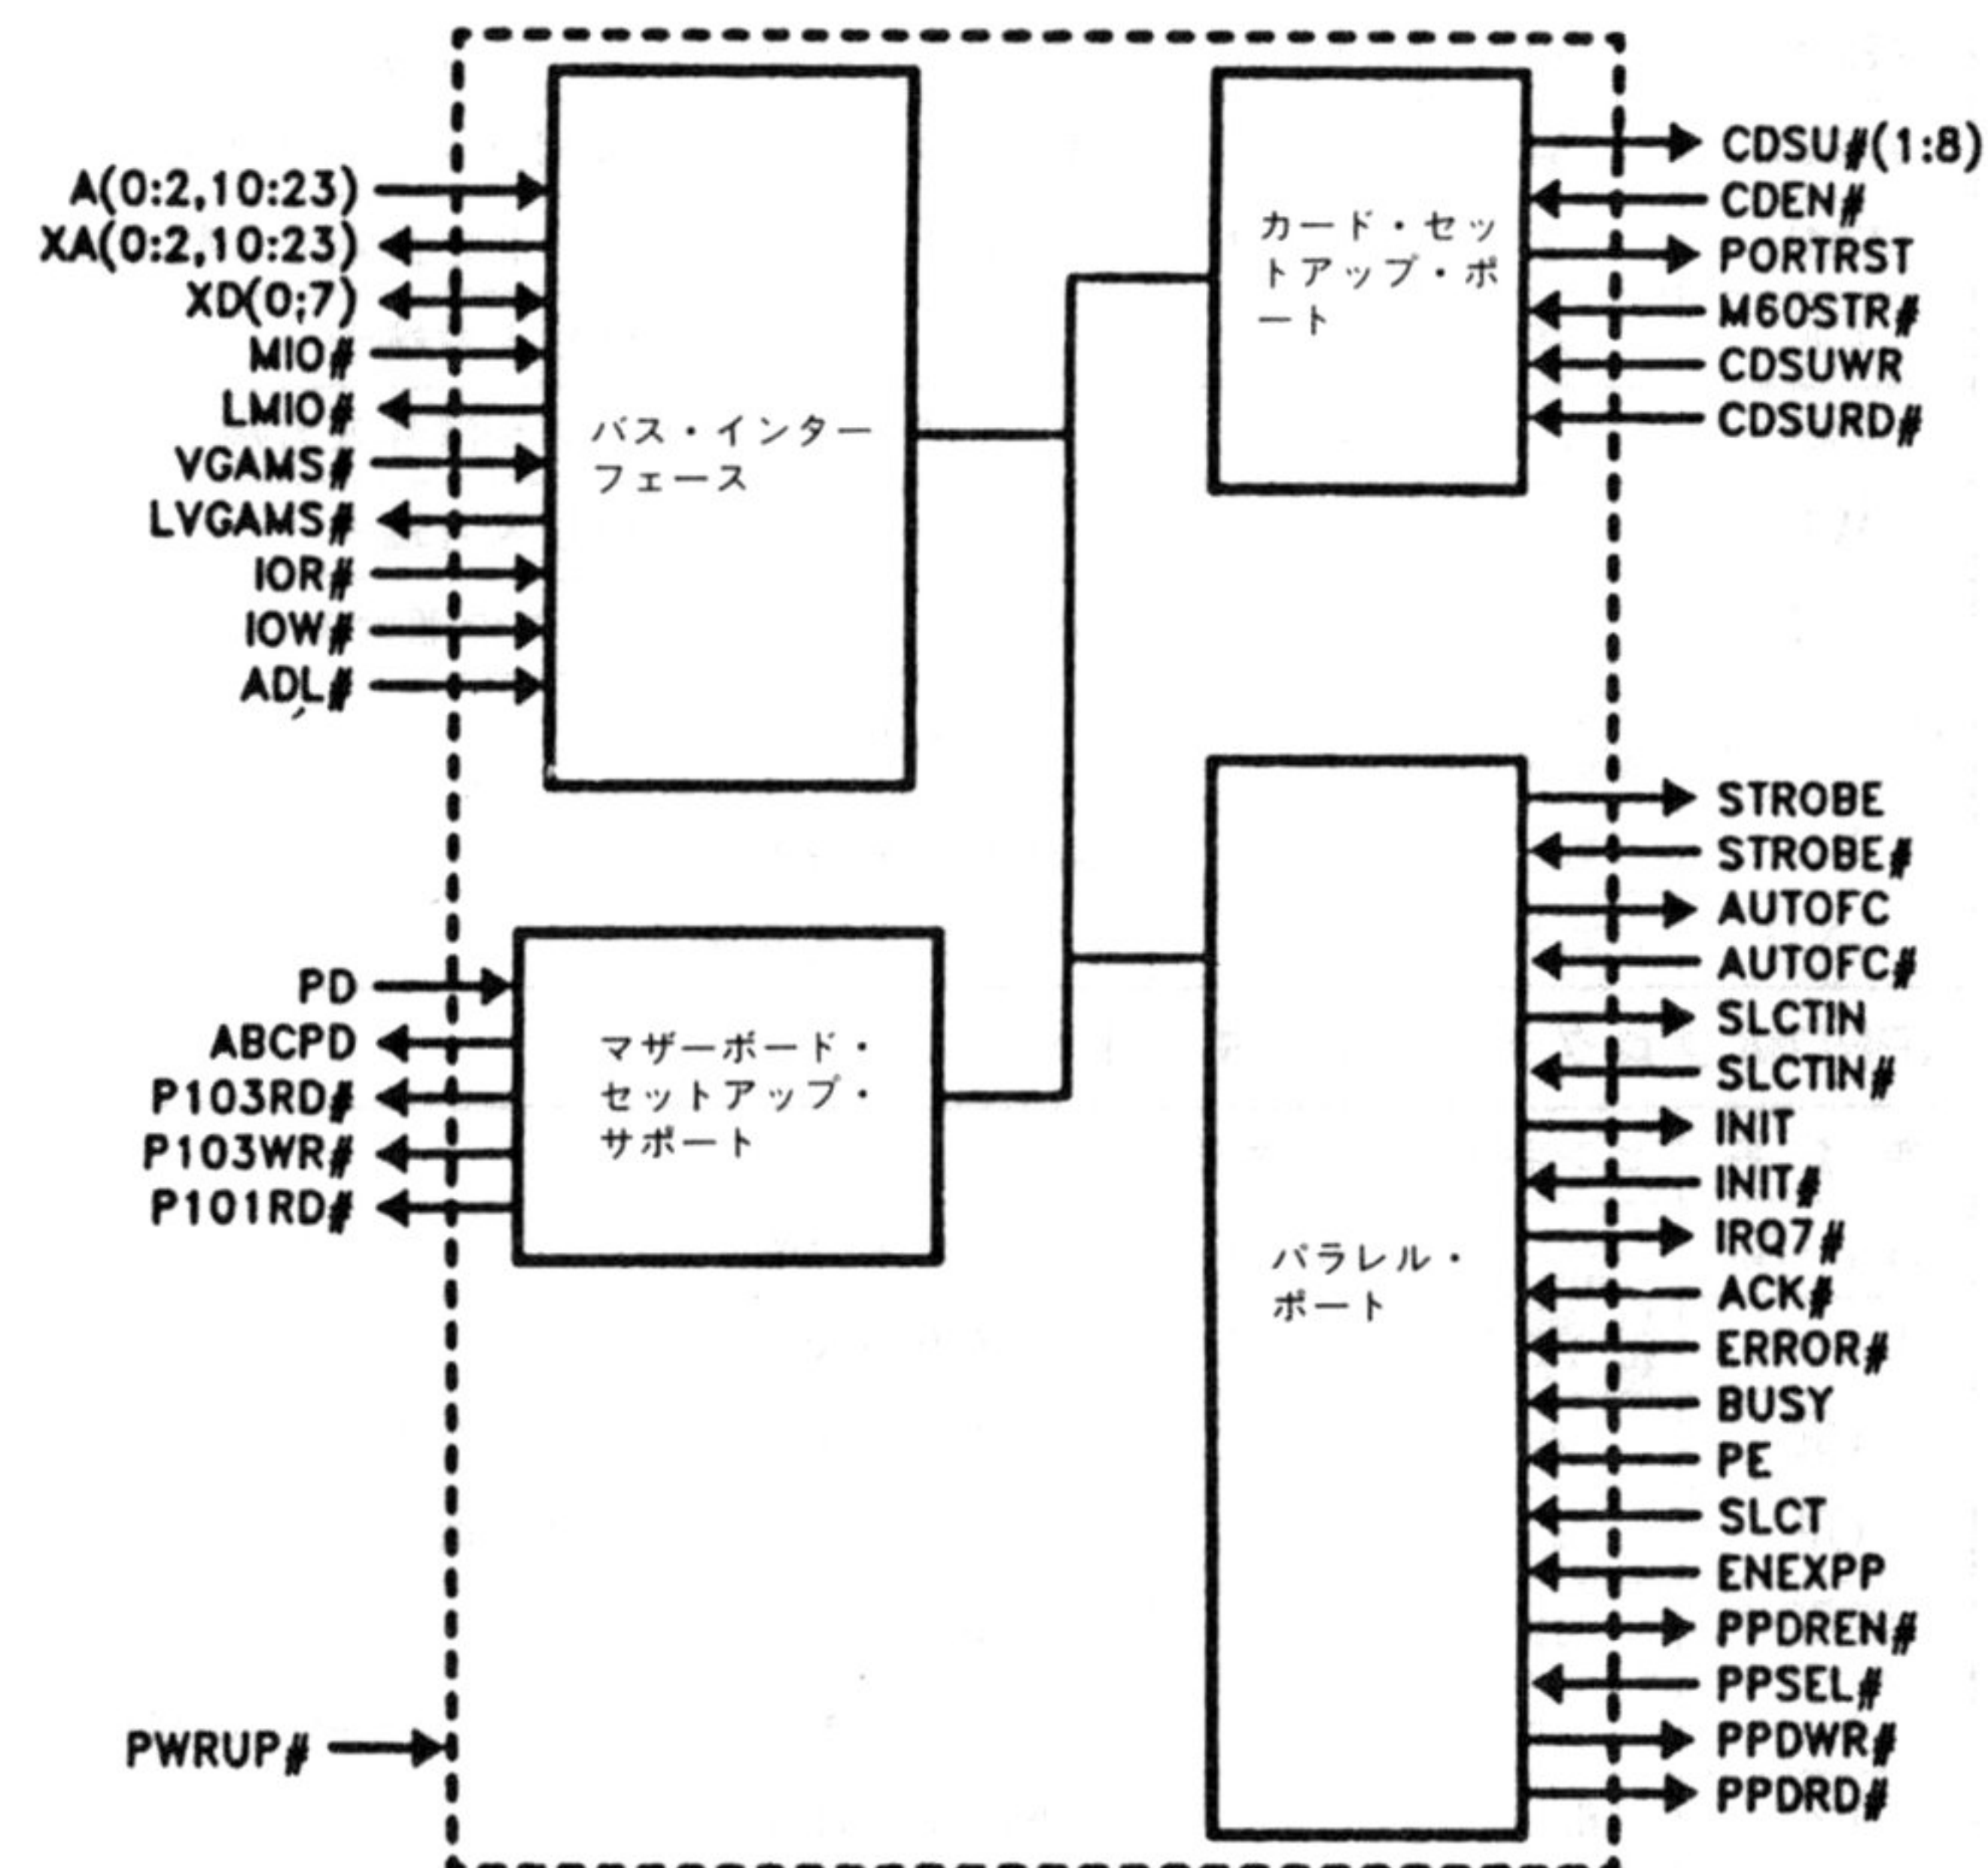 A(0:2,10:23)
XA(0:2,10:23)
XD(0;7)
MIO#
LMIO#
VGAMS#
LVGAMS#
IOR#
IOW#
ADL#
バス・インター
フェース
カード・セッ
トアップ・ポ
ート
CDSU#(1:8)
CDEN#
PORTRST
M60STR#
CDSUWR
CDSURD#
PD
ABCPD
P103RD#
P103WR#
P101RD#
マザーボード・
セットアップ・
サポート
パラレル・
ポート
STROBE
STROBE#
AUTOFC
AUTOFC#
SLCTIN
SLCTIN#
INIT
INIT#
IRQ7#
ACK#
ERROR#
BUSY
PE
SLCT
ENEXPP
PPDREN#
PPSEL#
PPDWR#
PPDRD#
PWRUP#